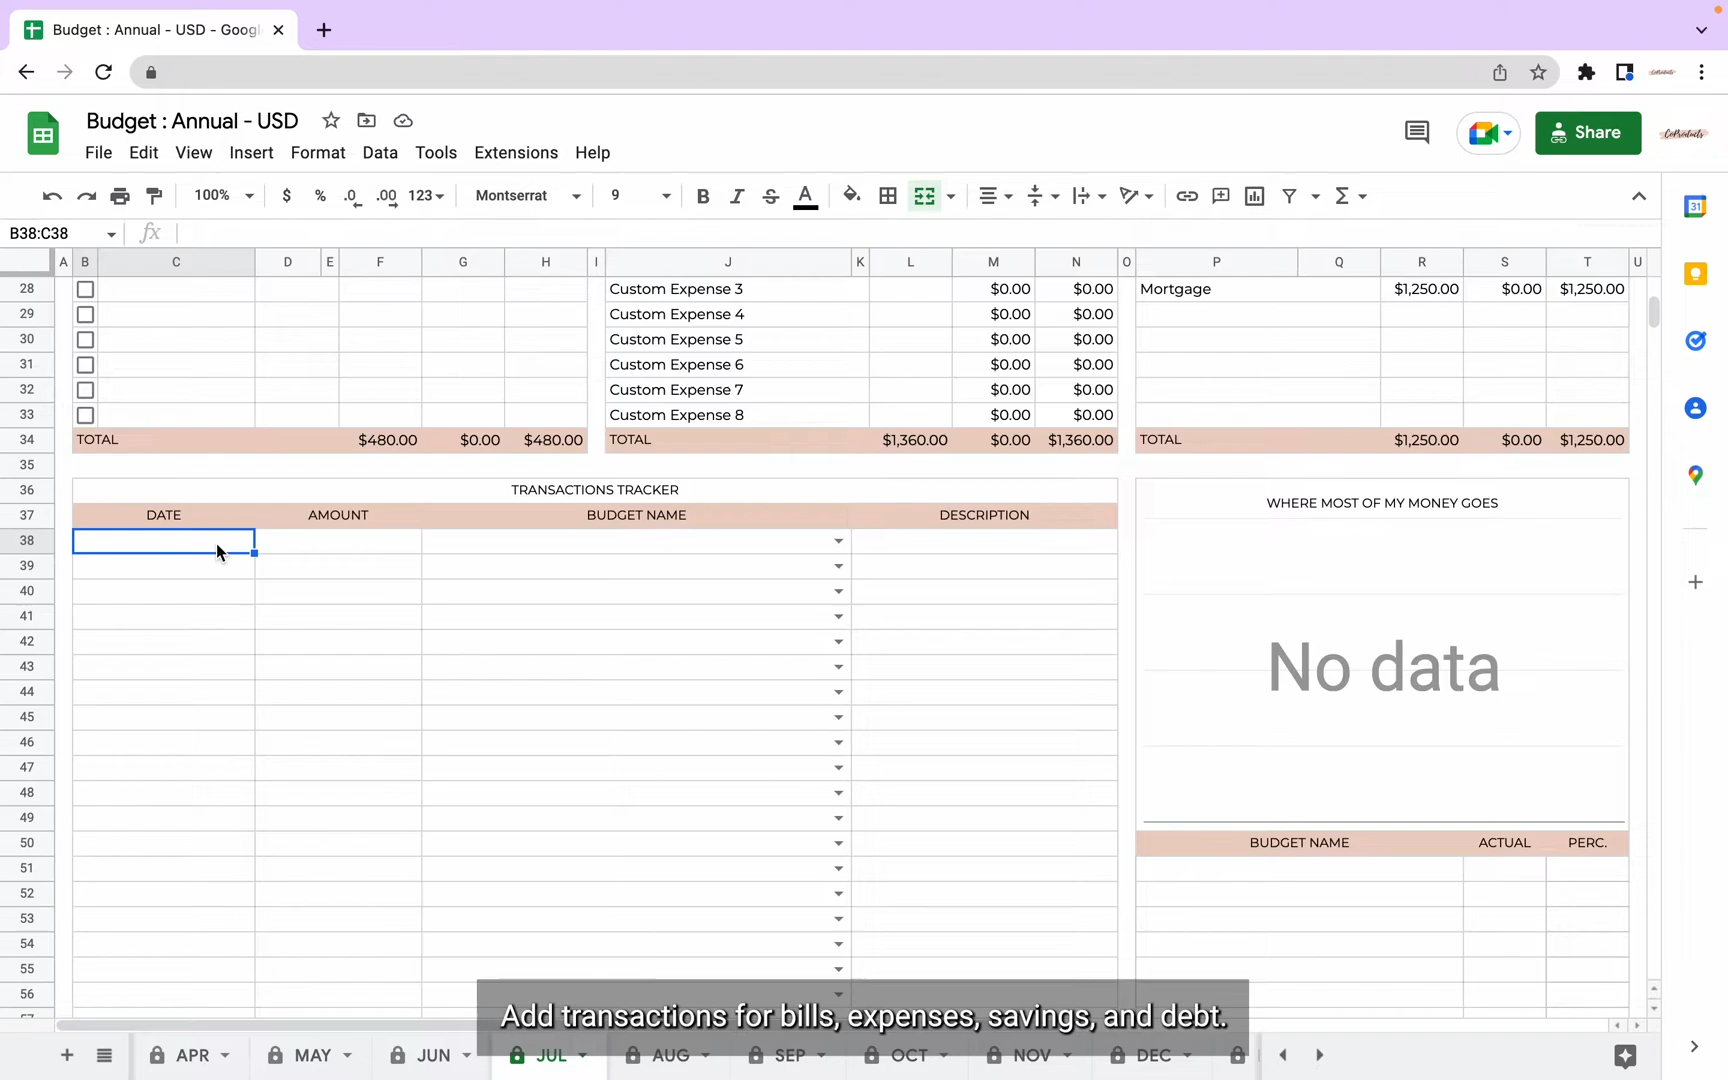 Budget : Annual - USD - Googl
Budget : Annual - USD
File Edit View Insert Format Data Tools Extensions Help
Share
CoProducts
100% $ % .0 .00 123 Montserrat 9 B I S A
B38:C38 fx
A B C D E F G H I J K L M N O P Q R S T U
28 Custom Expense 3 $0.00 $0.00 Mortgage $1,250.00 $0.00 $1,250.00
29 Custom Expense 4 $0.00 $0.00
30 Custom Expense 5 $0.00 $0.00
31 Custom Expense 6 $0.00 $0.00
32 Custom Expense 7 $0.00 $0.00
33 Custom Expense 8 $0.00 $0.00
34 TOTAL $480.00 $0.00 $480.00 TOTAL $1,360.00 $0.00 $1,360.00 TOTAL $1,250.00 $0.00 $1,250.00
35
36 TRANSACTIONS TRACKER WHERE MOST OF MY MONEY GOES
37 DATE AMOUNT BUDGET NAME DESCRIPTION
38
39
40
41
42
43 No data
44
45
46
47
48
49
50 BUDGET NAME ACTUAL PERC.
51
52
53
54
55
56
57
Add transactions for bills, expenses, savings, and debt.
APR MAY JUN JUL AUG SEP OCT NOV DEC
31